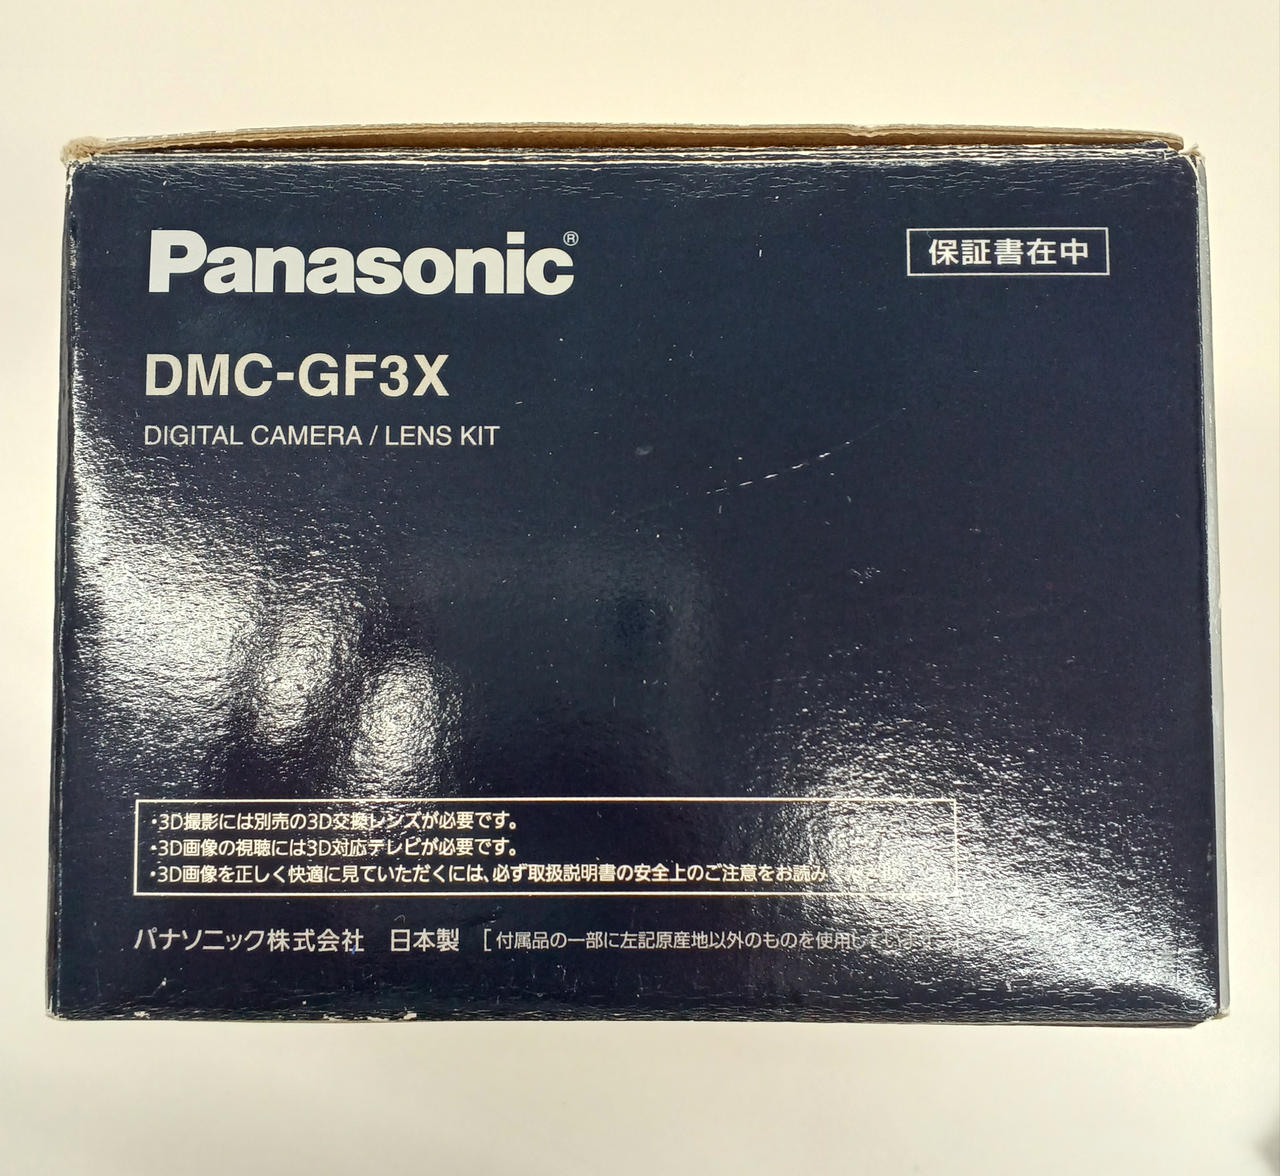 Panasonic®
保証書在中
DMC-GF3X
DIGITAL CAMERA / LENS KIT
・3D撮影には別売の3D交換レンズが必要です。
・3D画像の視聴には3D対応テレビが必要です。
・3D画像を正しく快適に見ていただくには、必ず取扱説明書の安全上のご注意をお読み
パナソニック株式会社 日本製 [付属品の一部に左記原産地以外のものを使用してい